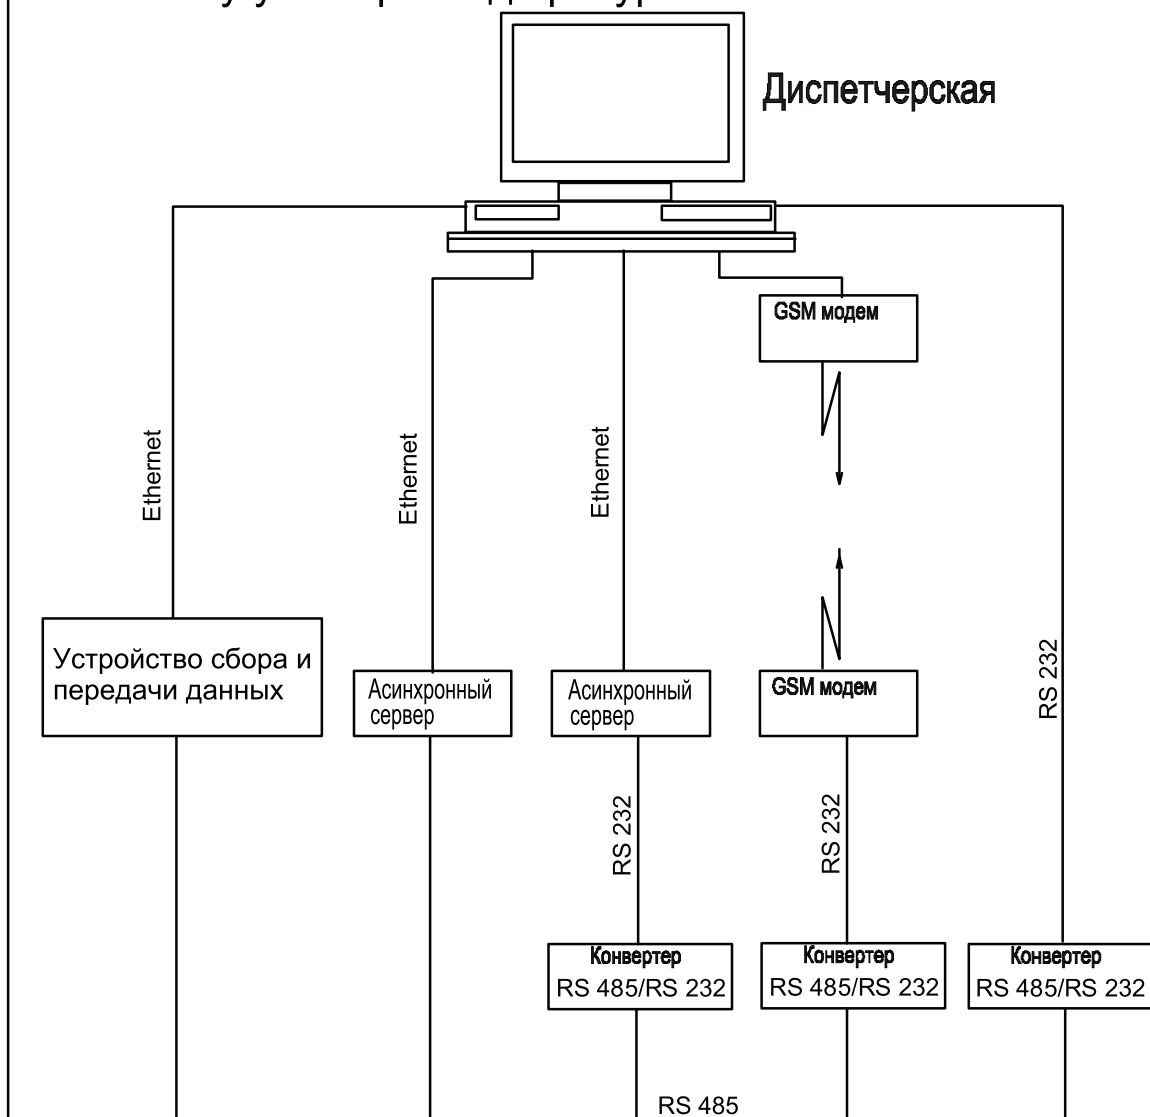 Диспетчерская
GSM модем
Ethernet
Ethernet
Ethernet
Устройство сбора и
передачи данных
Асинхронный
сервер
Асинхронный
сервер
GSM модем
RS 232
RS 232
RS 232
Конвертер
RS 485/RS 232
Конвертер
RS 485/RS 232
Конвертер
RS 485/RS 232
RS 485